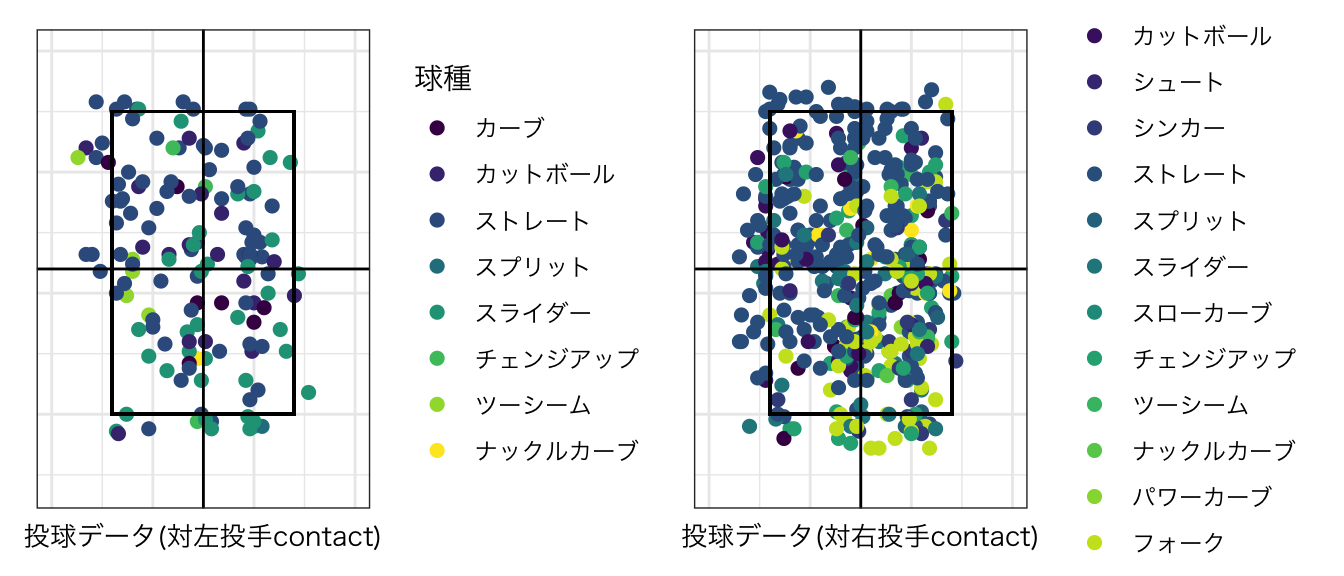 球種
カーブ
カットボール
ストレート
スプリット
スライダー
チェンジアップ
ツーシーム
ナックルカーブ
投球データ(対左投手contact)
カットボール
シュート
シンカー
ストレート
スプリット
スライダー
スローカーブ
チェンジアップ
ツーシーム
ナックルカーブ
パワーカーブ
フォーク
投球データ(対右投手contact)